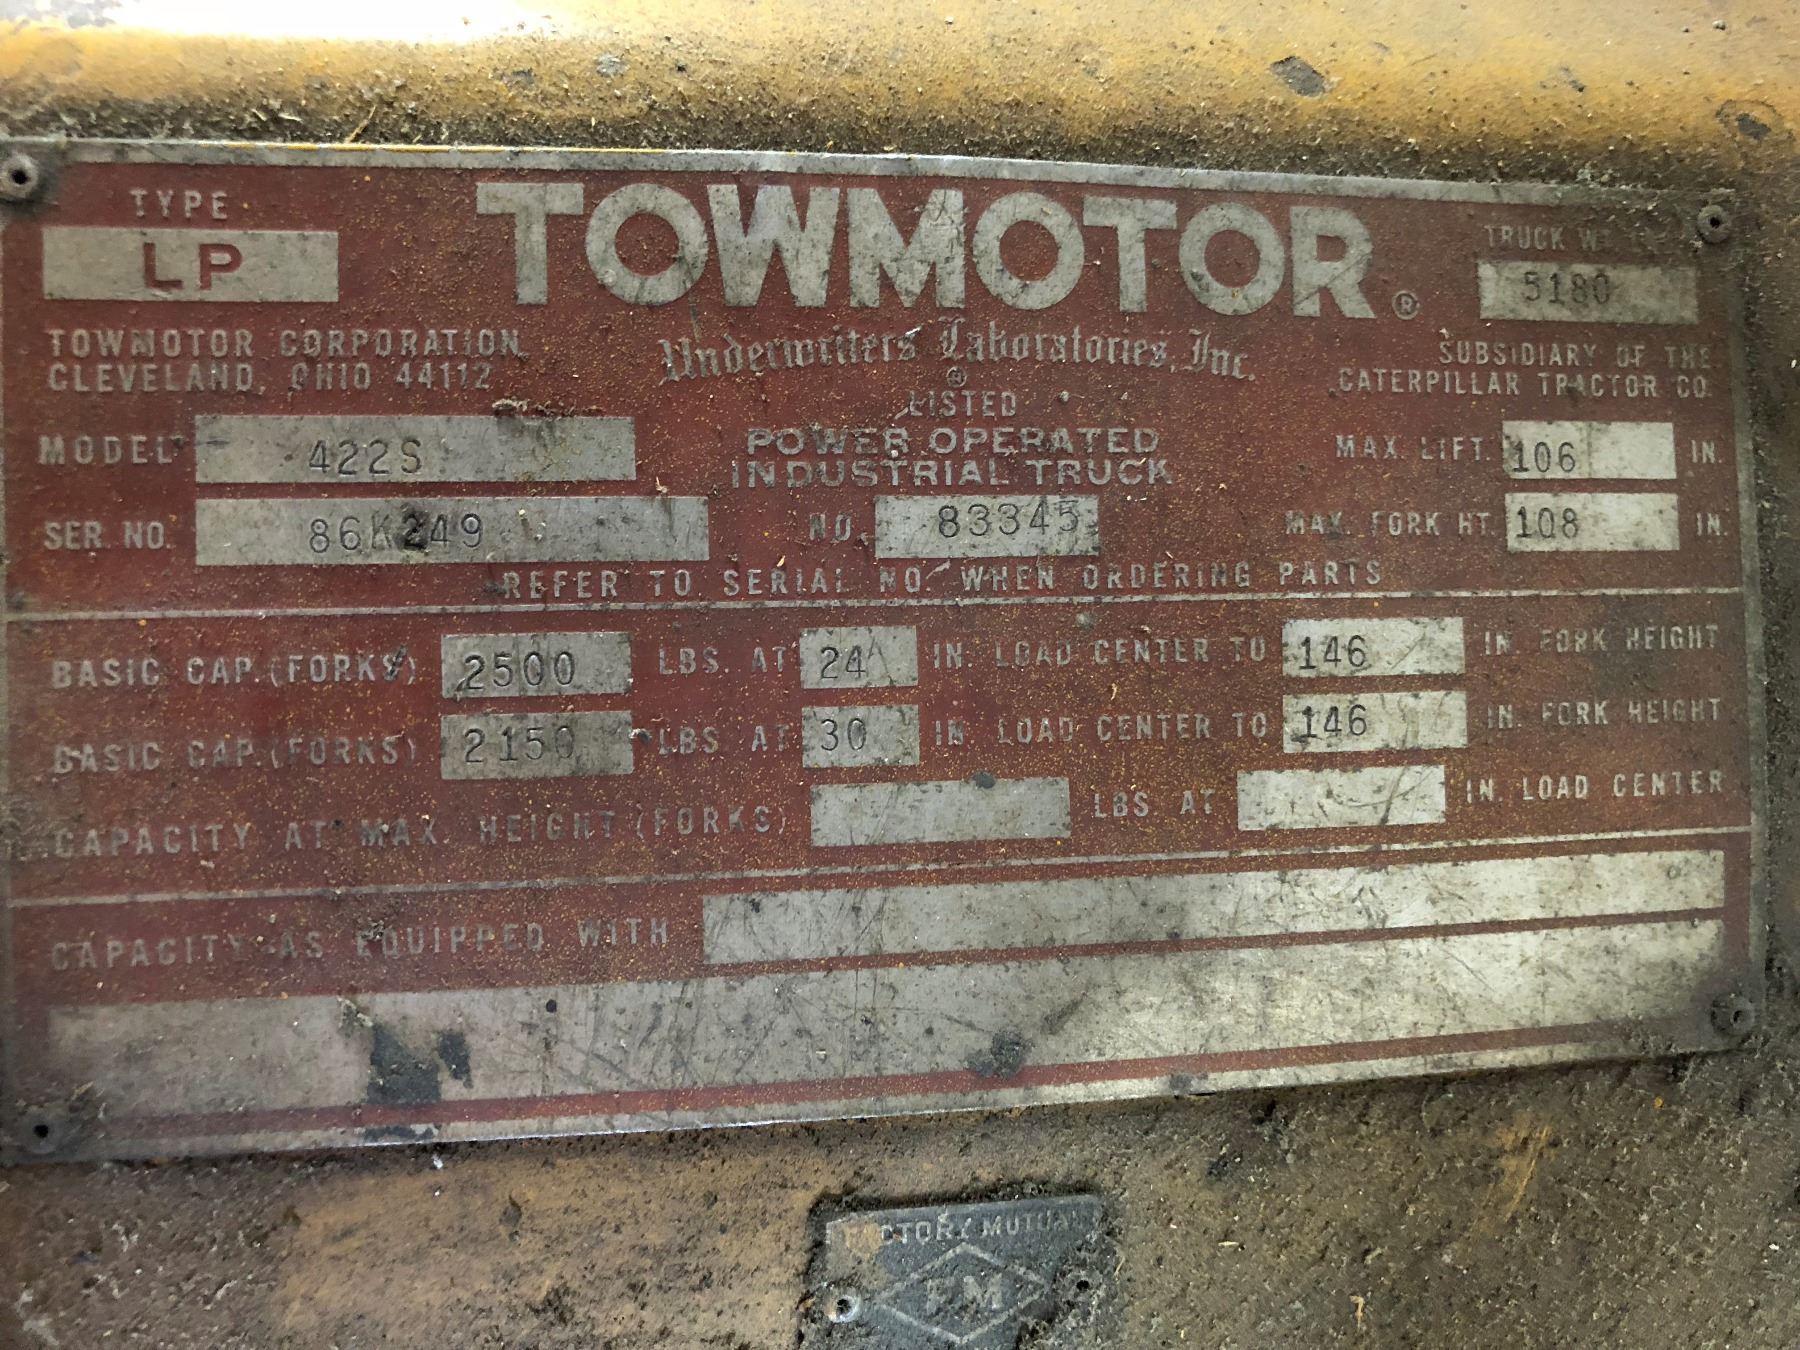 TYPE
LP
TOWMOTOR ®
TRUCK
5180
TOWMOTOR CORPORATION
CLEVELAND, OHIO 44112
Underwriters Laboratories, Inc.
®
LISTED
POWER OPERATED
INDUSTRIAL TRUCK
SUBSIDIARY OF THE
CATERPILLAR TRACTOR CO.
MODEL 422S
MAX. LIFT. 106 IN.
SER. NO. 86K249
NO. 83345
MAX. FORK HT. 108 IN.
REFER TO SERIAL NO. WHEN ORDERING PARTS
BASIC CAP. (FORKS) 2500 LBS. AT 24 IN. LOAD CENTER TO 146 IN. FORK HEIGHT
BASIC CAP. (FORKS) 2150 LBS AT 30 IN. LOAD CENTER TO 146 IN. FORK HEIGHT
CAPACITY AT MAX. HEIGHT (FORKS) LBS AT IN. LOAD CENTER
CAPACITY AS EQUIPPED WITH
FACTORY MUTUAL
FM